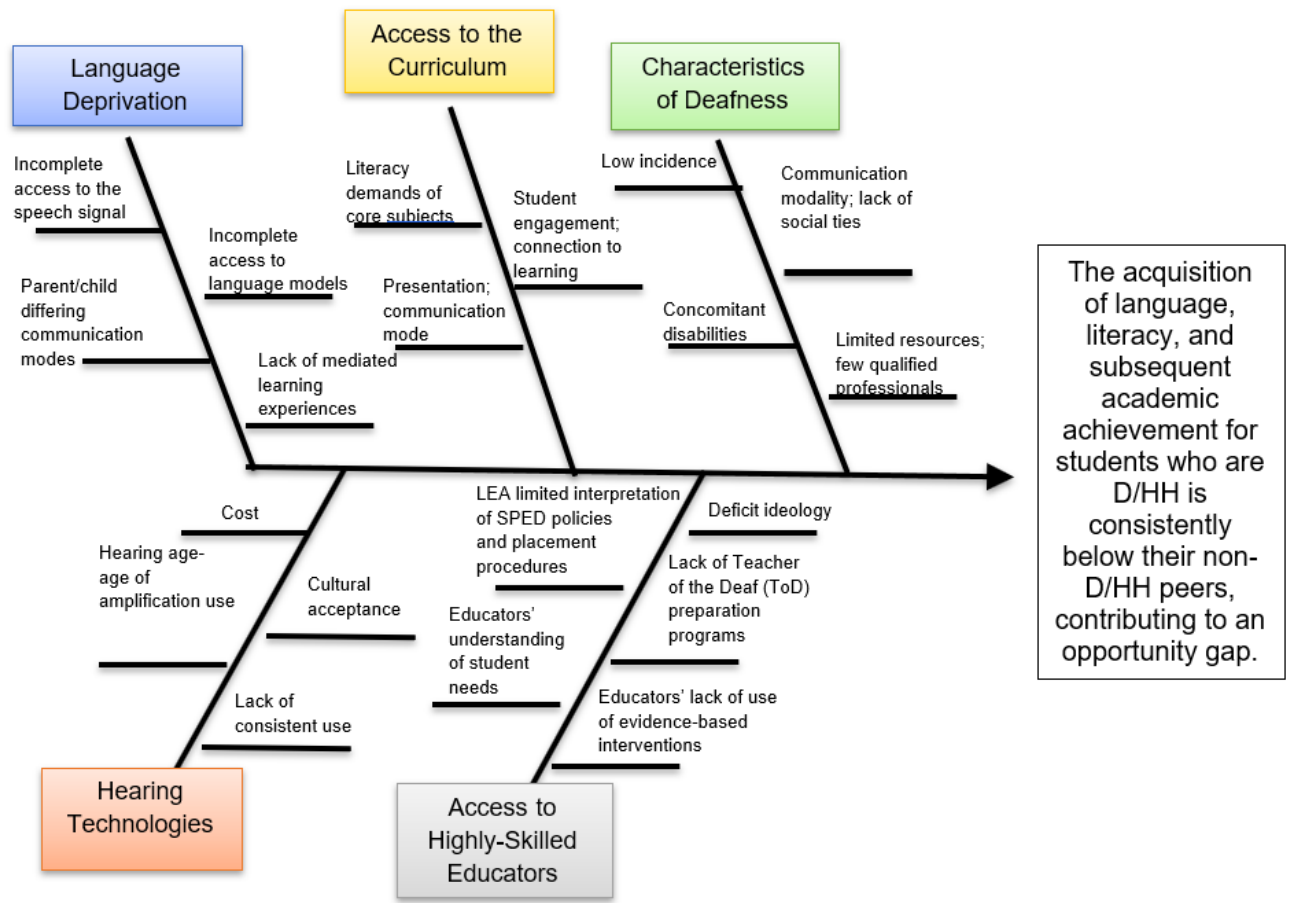 Language
Deprivation
Access to the
Curriculum
Characteristics
of Deafness
Incomplete
access to the
speech signal
Incomplete
access to
language models
Parent/child
differing
communication
modes
Lack of mediated
learning
experiences
Literacy
demands of
core subjects
Student
engagement;
connection to
learning
Presentation;
communication
mode
Low incidence
Communication
modality; lack of
social ties
Concomitant
disabilities
Limited resources;
few qualified
professionals
The acquisition
of language,
literacy, and
subsequent
academic
achievement for
students who are
D/HH is
consistently
below their non-
D/HH peers,
contributing to an
opportunity gap.
Cost
Hearing age-
age of
amplification use
Cultural
acceptance
Lack of
consistent use
LEA limited interpretation
of SPED policies
and placement
procedures
Deficit ideology
Lack of Teacher
of the Deaf (ToD)
preparation
programs
Educators'
understanding
of student
needs
Educators' lack of use
of evidence-based
interventions
Hearing
Technologies
Access to
Highly-Skilled
Educators